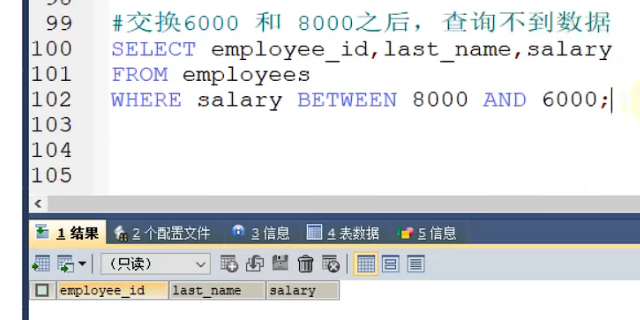 99 #交换6000 和 8000之后，查询不到数据
100 SELECT employee_id,last_name,salary
101 FROM employees
102 WHERE salary BETWEEN 8000 AND 6000;
103
104
105
1 结果 2 个配置文件 3 信息 4 表数据 5 信息
（只读）
employee_id last_name salary